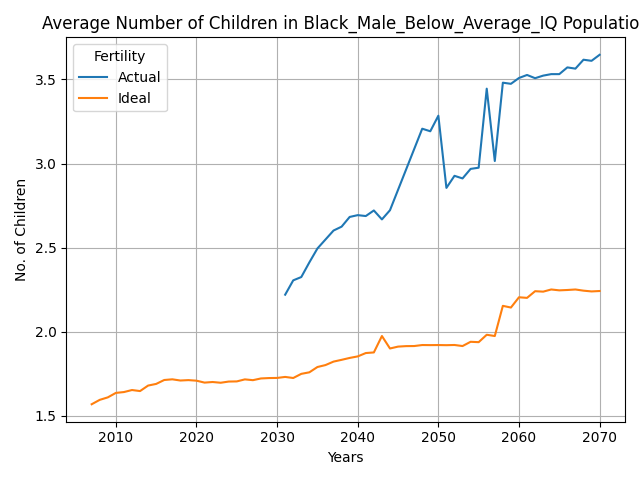 Average Number of Children in Black_Male_Below_Average_IQ Populatio
Fertility
Actual
Ideal
No. of Children
3.5
3.0
2.5
2.0
1.5
2010 2020 2030 2040 2050 2060 2070
Years